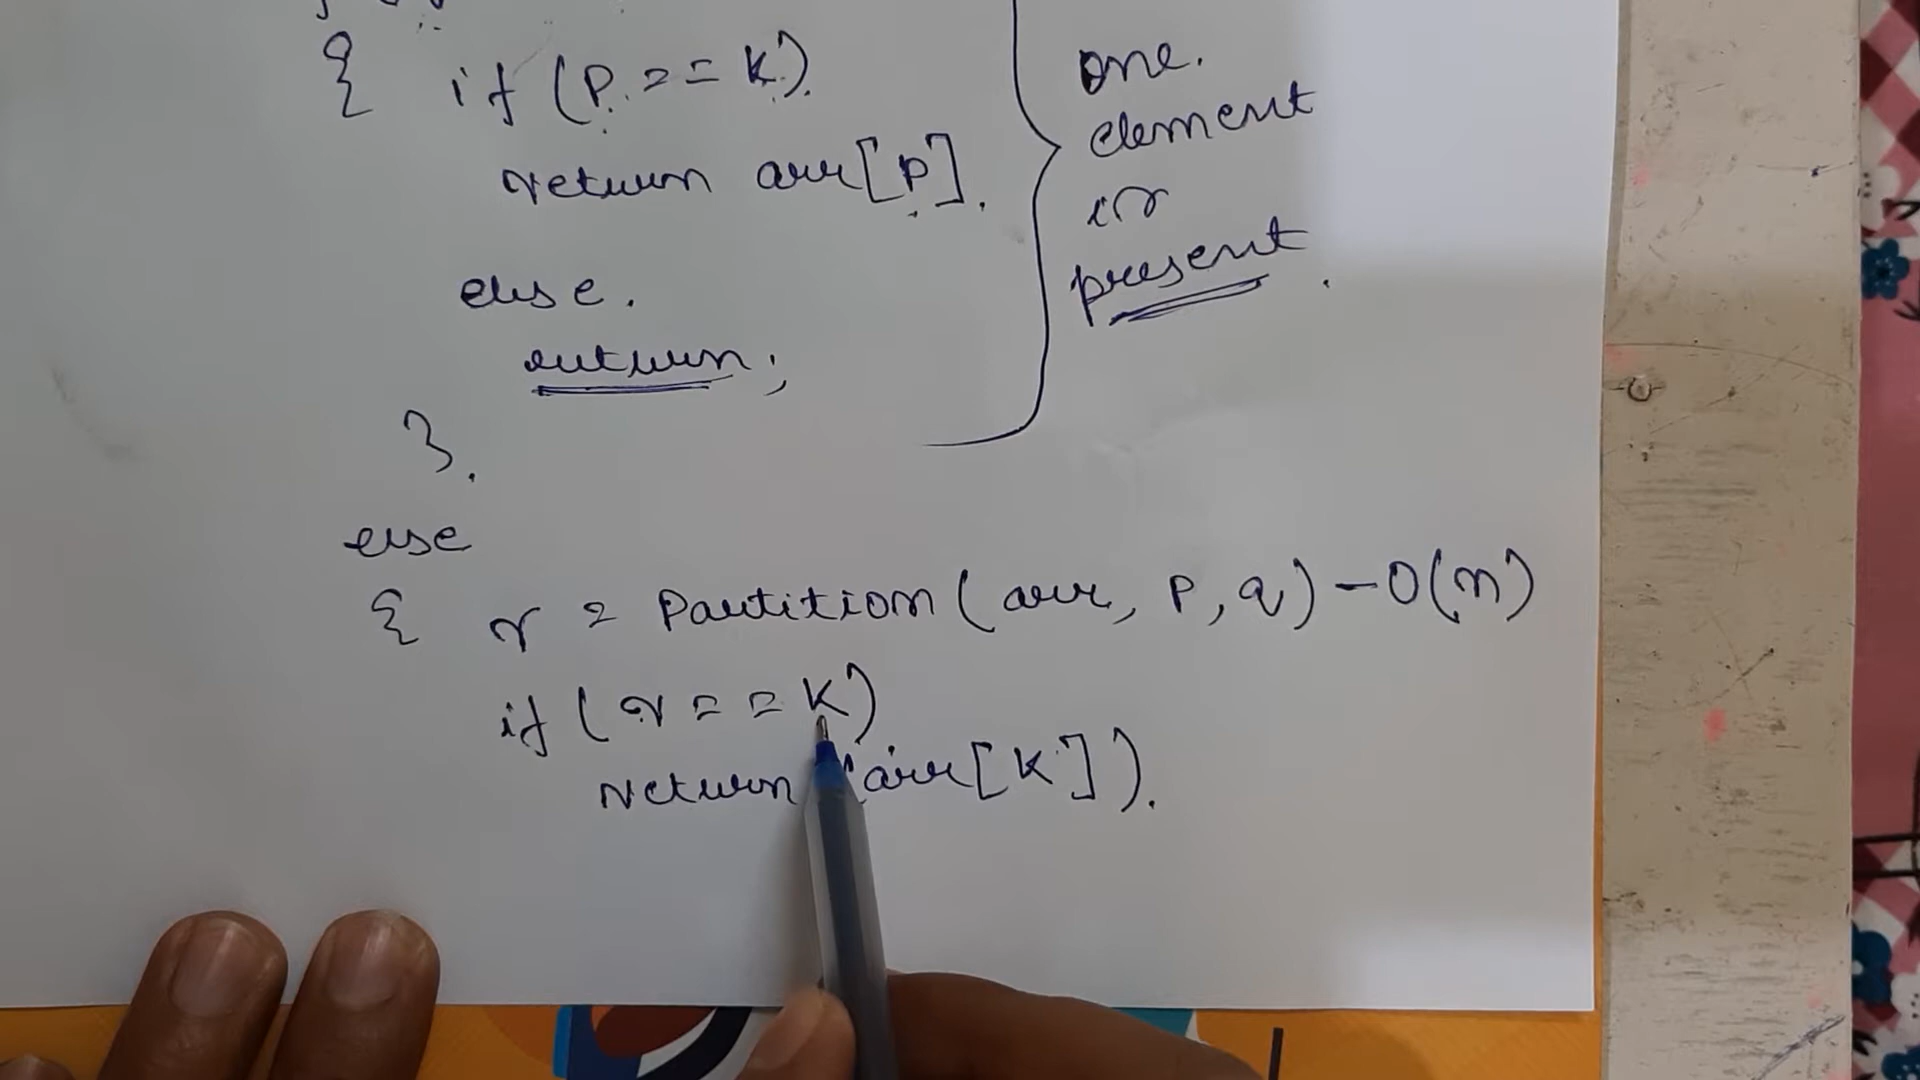 { if (P == K)
return arr[P].
else.
return;
}.
one.
element
is
present.
else
{ r = Partition (arr, P, q) - O(n)
if (r == K)
return (arr[K]).